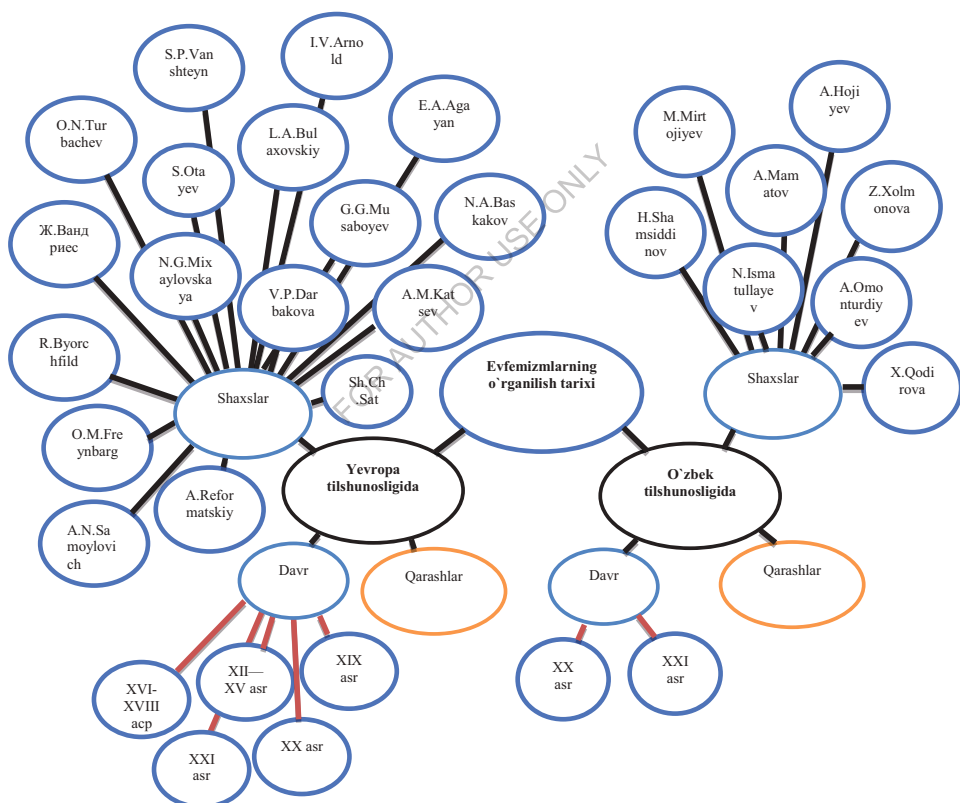 I.V.Arno
ld
S.P.Van
shteyn
E.A.Aga
yan
O.N.Tur
bachev
L.A.Bul
axovskiy
S.Ota
yev
N.A.Bas
kakov
G.G.Mu
saboyev
Ж.Ванд
риес
N.G.Mix
aylovska
ya
V.P.Dar
bakova
A.M.Kat
sev
R.Byorc
hfild
Shaxslar
Sh.Ch
.Sat
O.M.Fre
ynbarg
A.Refor
matskiy
A.N.Sa
moylovi
ch
A.Hoji
yev
M.Mirt
ojiyev
A.Mam
atov
Z.Xolm
onova
H.Sha
msiddi
nov
N.Isma
tullaye
v
A.Omo
nturdiy
ev
Shaxslar
X.Qodi
rova
Evfemizmlarning
o`rganilish tarixi
Yevropa
tilshunosligida
O`zbek
tilshunosligida
Davr
Qarashlar
Davr
Qarashlar
XVI-
XVIII
аср
XII—
XV asr
XIX
asr
XXI
asr
XX asr
XX
asr
XXI
asr
FOR AUTHOR USE ONLY